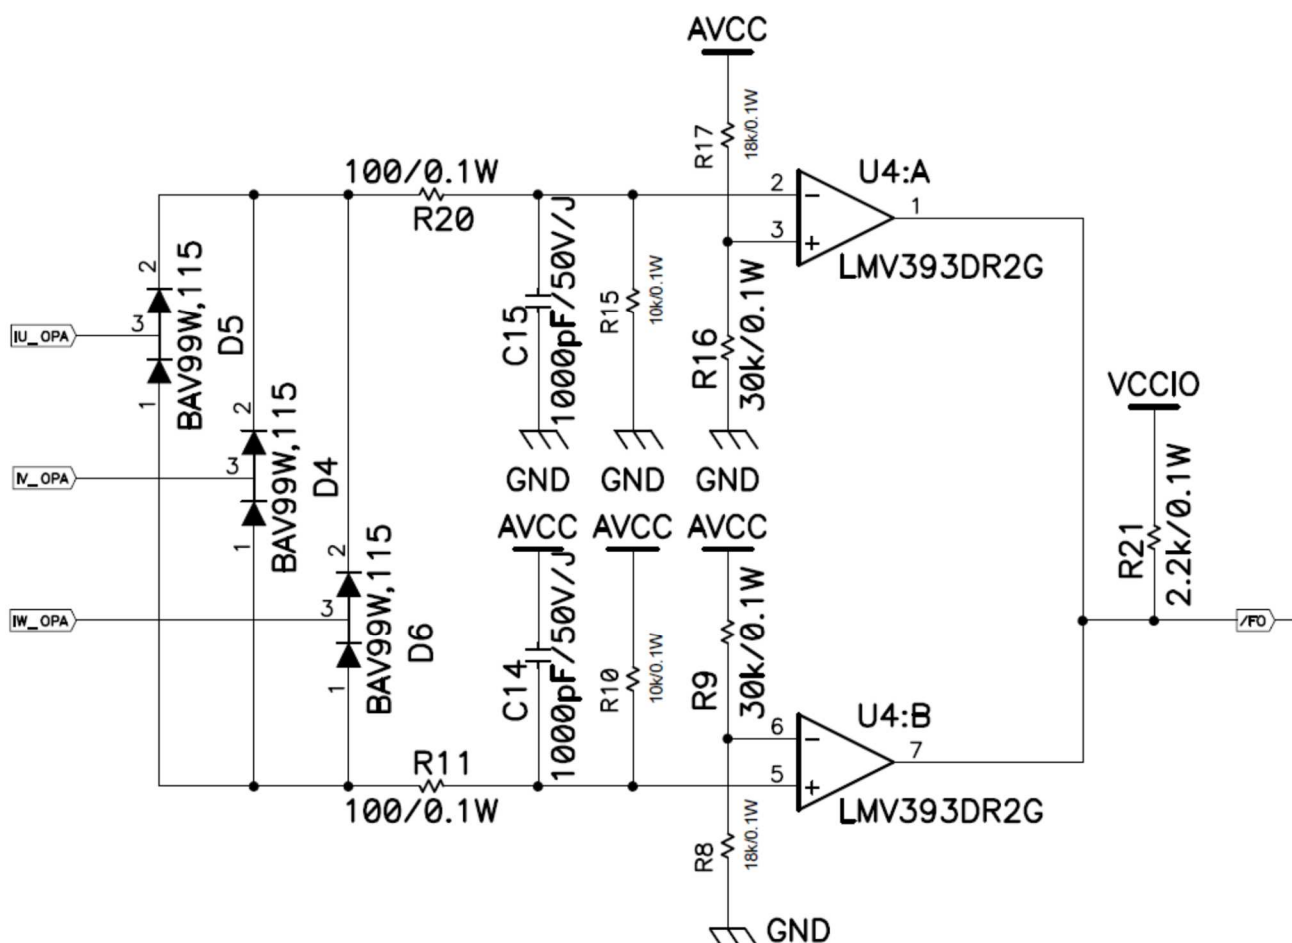 AVCC
R17
18k/0.1W
100/0.1W
R20
U4:A
2
1
3
LMV393DR2G
2
3
1
BAV99W,115
D5
IU_OPA
C15
1000pF/50V/J
R15
10k/0.1W
R16
30k/0.1W
GND
GND
GND
VCCIO
R21
2.2k/0.1W
2
3
1
BAV99W,115
D4
IV_OPA
AVCC
AVCC
AVCC
2
3
1
BAV99W,115
D6
IW_OPA
C14
1000pF/50V/J
R10
10k/0.1W
R9
30k/0.1W
/FO
U4:B
6
7
5
LMV393DR2G
R11
100/0.1W
R8
18k/0.1W
GND